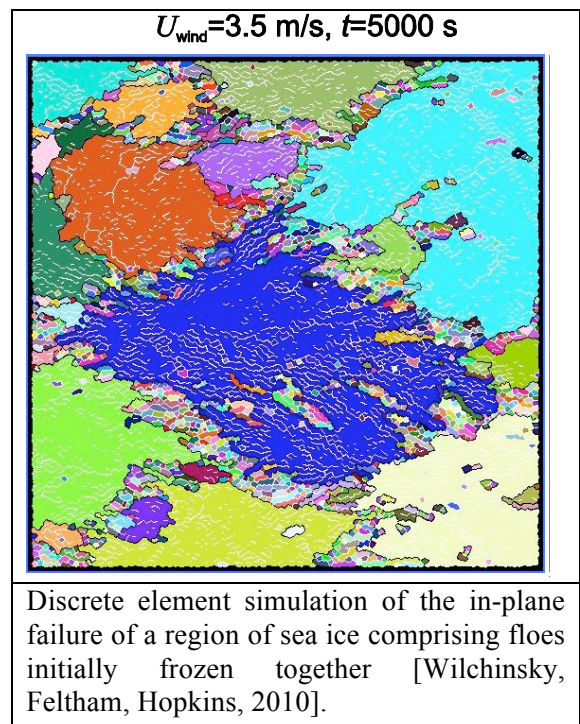 U_wind=3.5 m/s, t=5000 s
Discrete element simulation of the in-plane
failure of a region of sea ice comprising floes
initially frozen together [Wilchinsky,
Feltham, Hopkins, 2010].